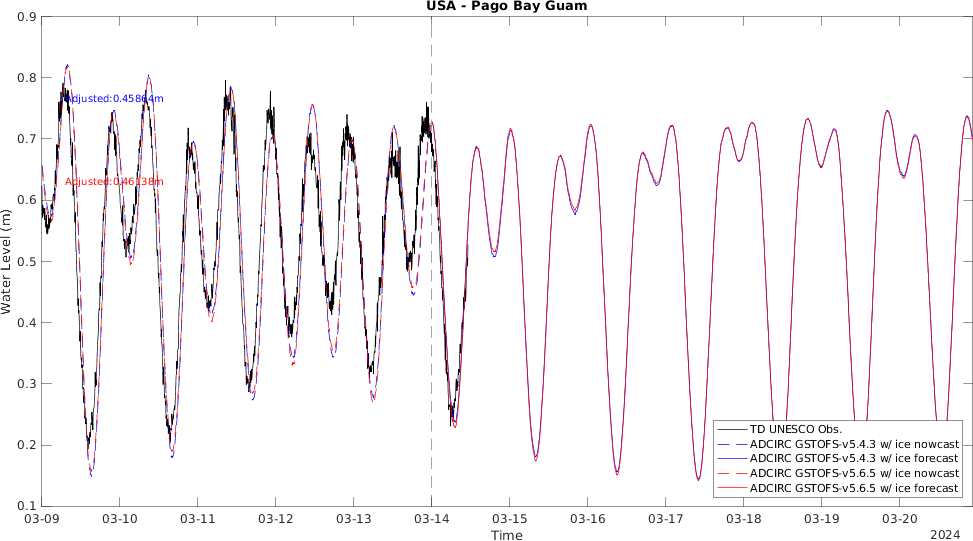 USA - Pago Bay Guam
0.9
0.8
0.7
0.6
0.5
0.4
0.3
0.2
0.1
Water Level (m)
Adjusted:0.45864m
Adjusted:0.46138m
TD UNESCO Obs.
ADCIRC GSTOFS-v5.4.3 w/ ice nowcast
ADCIRC GSTOFS-v5.4.3 w/ ice forecast
ADCIRC GSTOFS-v5.6.5 w/ ice nowcast
ADCIRC GSTOFS-v5.6.5 w/ ice forecast
03-09 03-10 03-11 03-12 03-13 03-14 03-15 03-16 03-17 03-18 03-19 03-20
Time
2024